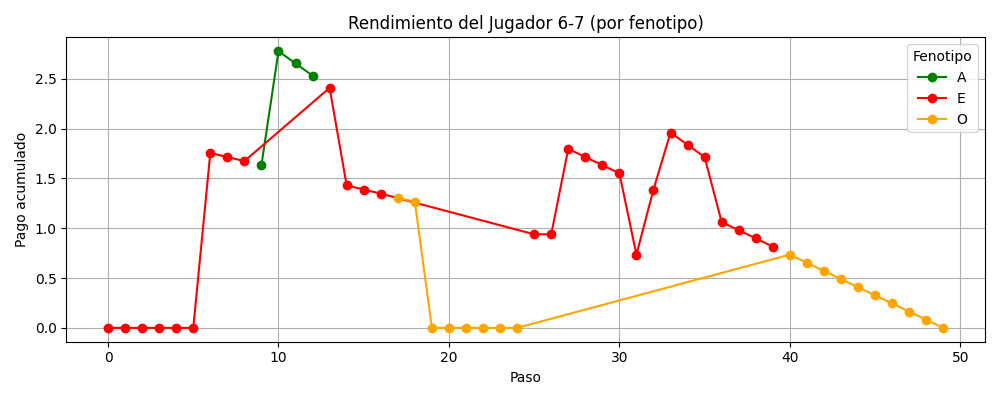 Rendimiento del Jugador 6-7 (por fenotipo)
Pago acumulado
2.5
2.0
1.5
1.0
0.5
0.0
Fenotipo
A
E
O
0 10 20 30 40 50
Paso